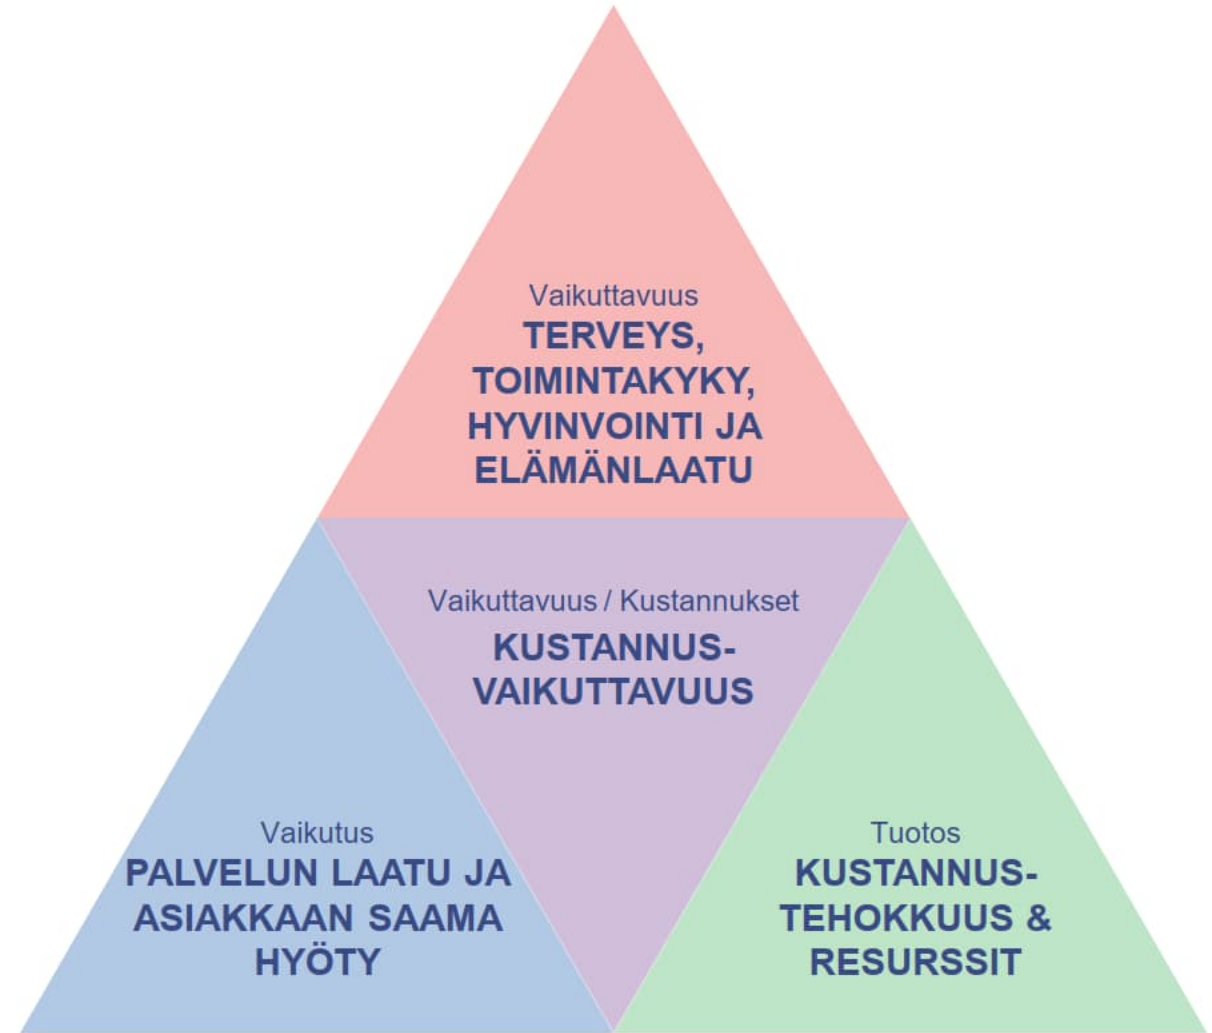 Vaikuttavuus
TERVEYS,
TOIMINTAKYKY,
HYVINVOINTI JA
ELÄMÄNLAATU
Vaikuttavuus / Kustannukset
KUSTANNUS-
VAIKUTTAVUUS
Vaikutus
PALVELUN LAATU JA
ASIAKKAAN SAAMA
HYÖTY
Tuotos
KUSTANNUS-
TEHOKKUUS &
RESURSSIT